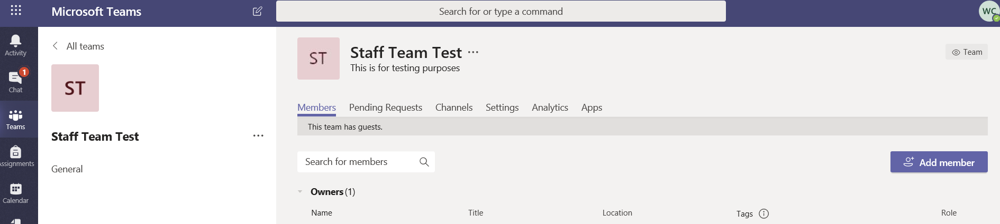 Microsoft Teams
Search for or type a command
WC
Activity
1
Chat
Teams
Assignments
Calendar
All teams
ST
Staff Team Test ...
General
ST
Staff Team Test ...
This is for testing purposes
Team
Members Pending Requests Channels Settings Analytics Apps
This team has guests.
Search for members
Add member
Owners (1)
Name Title Location Tags Role